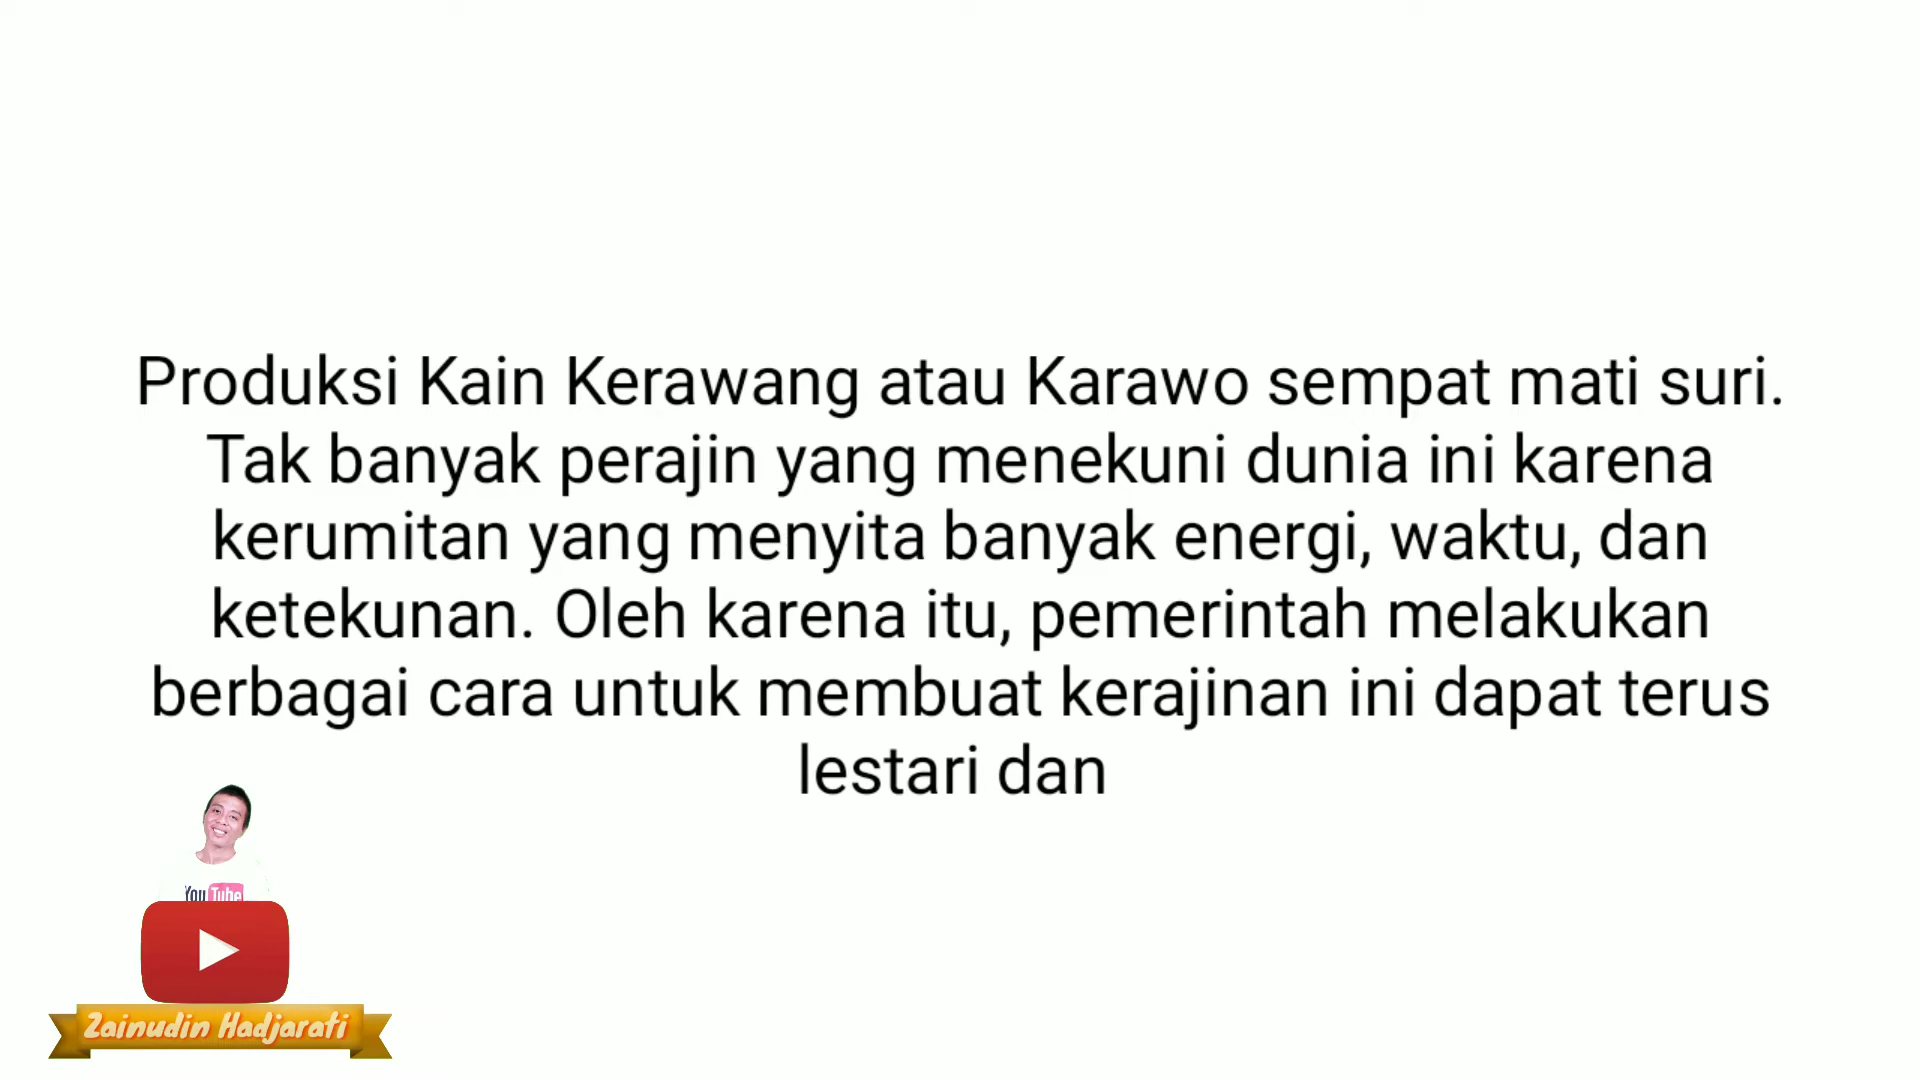 Produksi Kain Kerawang atau Karawo sempat mati suri.
Tak banyak perajin yang menekuni dunia ini karena
kerumitan yang menyita banyak energi, waktu, dan
ketekunan. Oleh karena itu, pemerintah melakukan
berbagai cara untuk membuat kerajinan ini dapat terus
lestari dan
YouTube
Zainudin Hadjarati